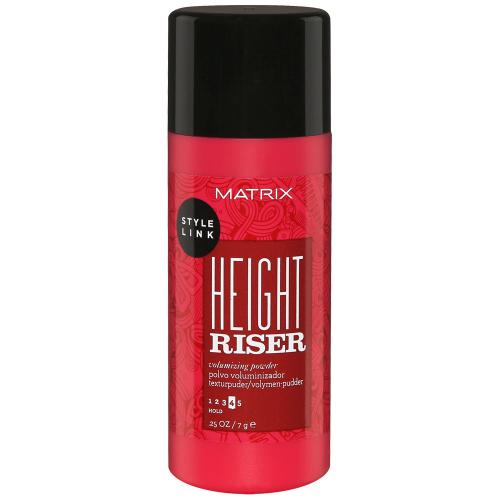 MATRIX
STYLE
LINK
HEIGHT
RISER
volumizing powder
polvo voluminizador
texturpuder/volymen-pudder
1 2 3 4 5
HOLD
.25 OZ / 7 g e